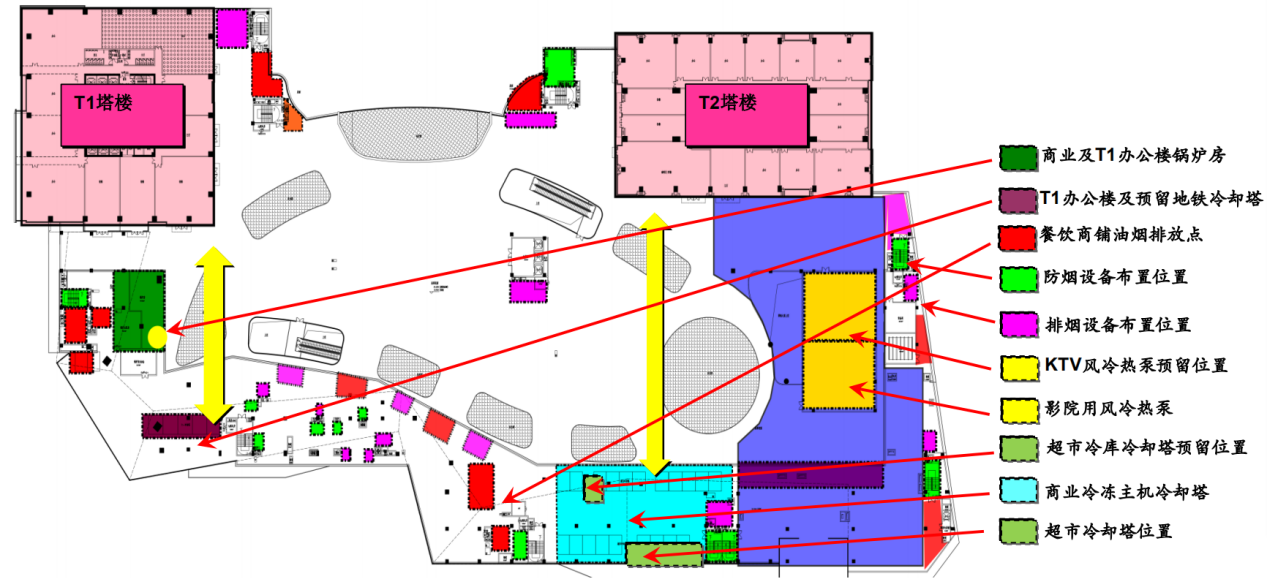 T1塔楼
T2塔楼
商业及T1办公楼锅炉房
T1办公楼及预留地铁冷却塔
餐饮商铺油烟排放点
防烟设备布置位置
排烟设备布置位置
KTV风冷热泵预留位置
影院用风冷热泵
超市冷库冷却塔预留位置
商业冷冻主机冷却塔
超市冷却塔位置